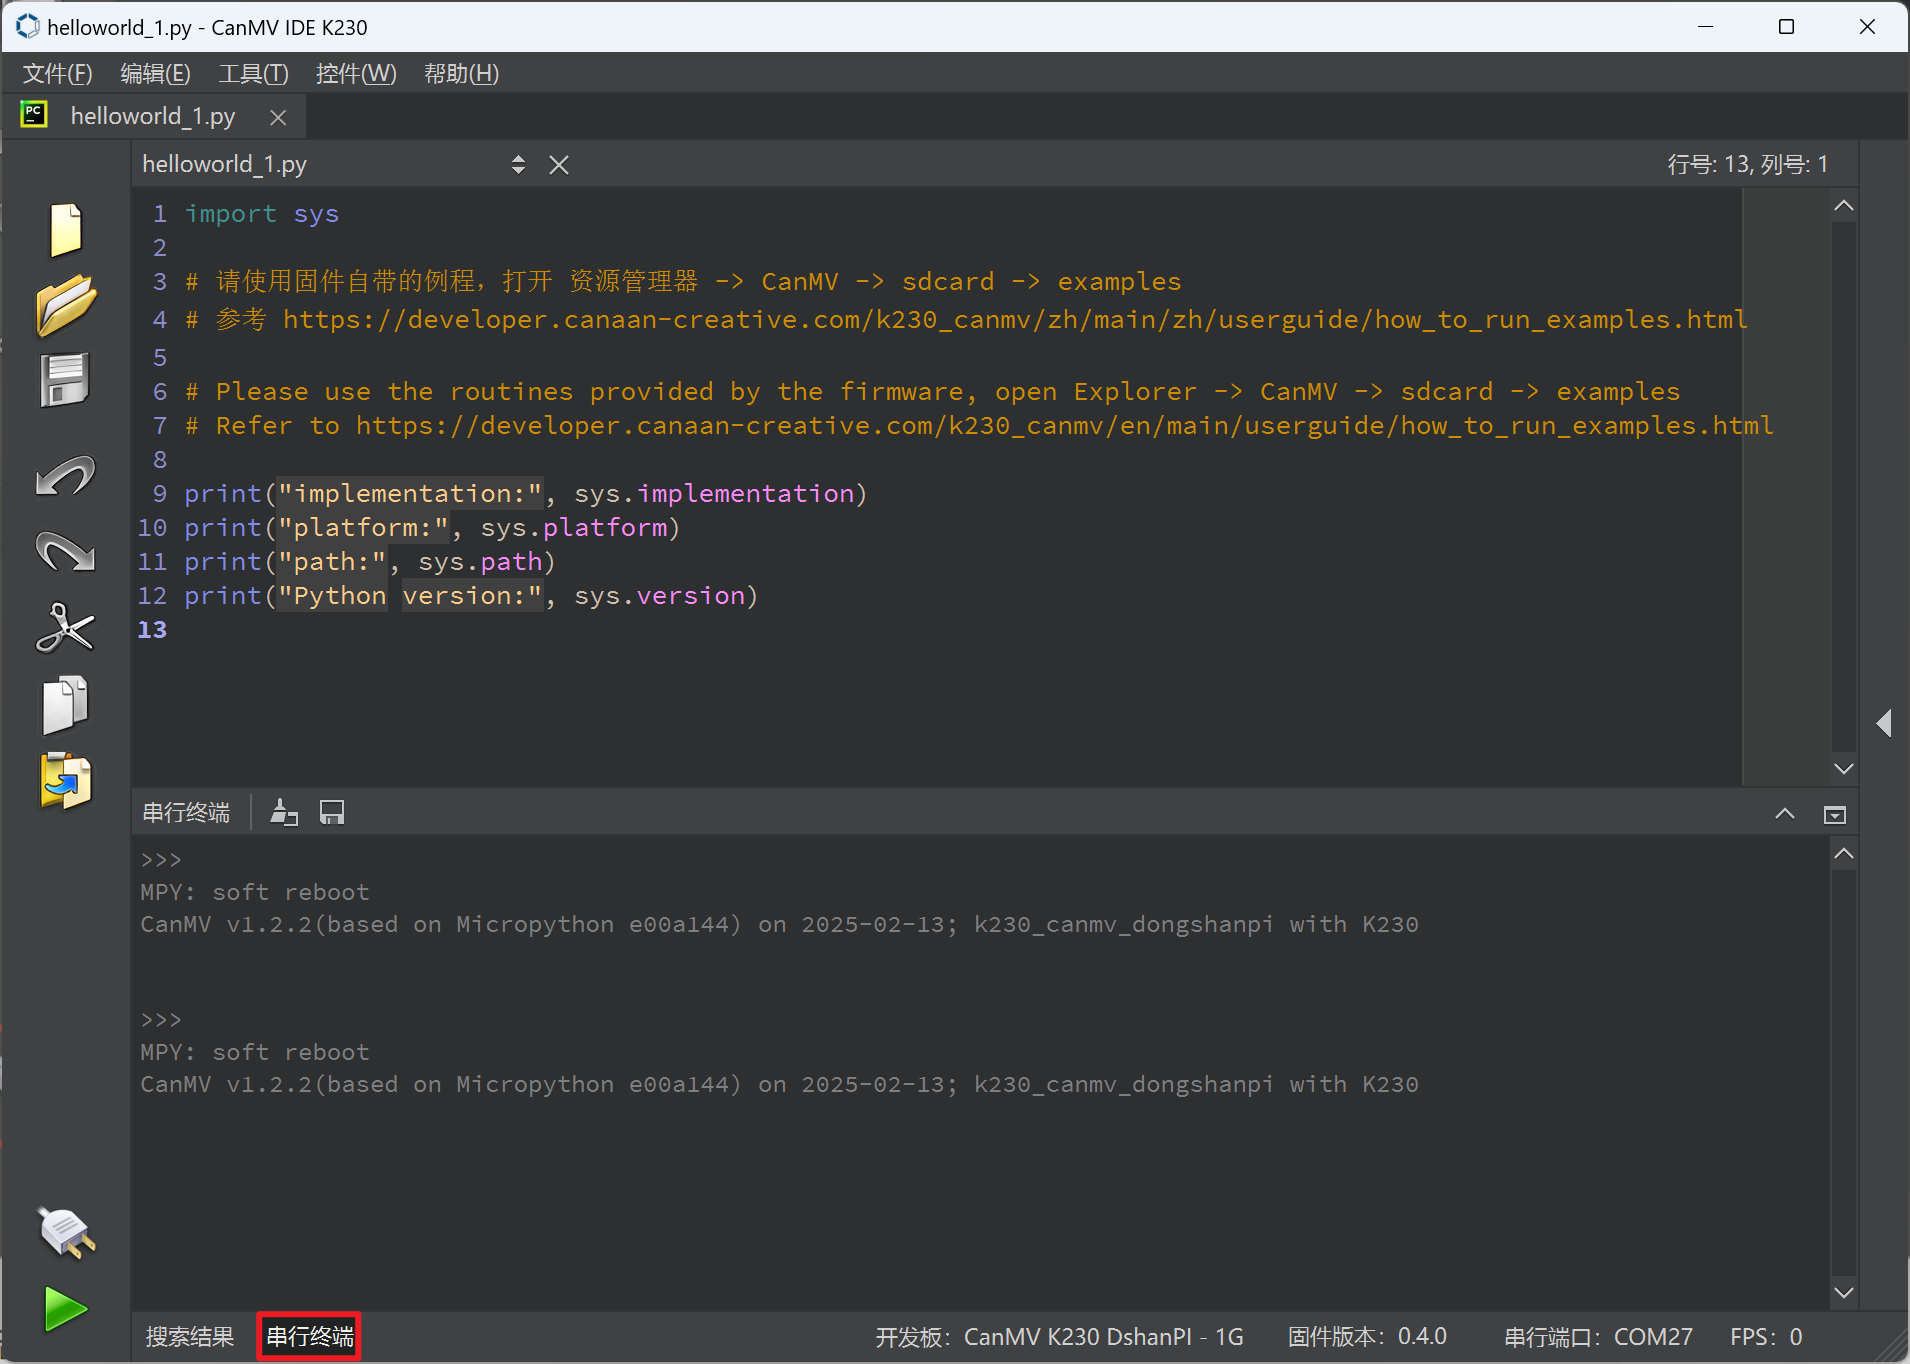 helloworld_1.py - CanMV IDE K230
文件(F) 编辑(E) 工具(T) 控件(W) 帮助(H)
PC helloworld_1.py
helloworld_1.py 行号: 13, 列号: 1
1 import sys
2
3 # 请使用固件自带的例程，打开 资源管理器 -> CanMV -> sdcard -> examples
4 # 参考 https://developer.canaan-creative.com/k230_canmv/zh/main/zh/userguide/how_to_run_examples.html
5
6 # Please use the routines provided by the firmware, open Explorer -> CanMV -> sdcard -> examples
7 # Refer to https://developer.canaan-creative.com/k230_canmv/en/main/userguide/how_to_run_examples.html
8
9 print("implementation:", sys.implementation)
10 print("platform:", sys.platform)
11 print("path:", sys.path)
12 print("Python version:", sys.version)
13
串行终端
>>>
MPY: soft reboot
CanMV v1.2.2(based on Micropython e00a144) on 2025-02-13; k230_canmv_dongshanpi with K230
>>>
MPY: soft reboot
CanMV v1.2.2(based on Micropython e00a144) on 2025-02-13; k230_canmv_dongshanpi with K230
搜索结果 串行终端 开发板：CanMV K230 DshanPI - 1G 固件版本：0.4.0 串行端口：COM27 FPS：0